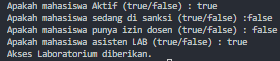 Apakah mahasiswa Aktif (true/false) : true
Apakah mahasiswa sedang di sanksi (true/false) :false
Apakah mahasiswa punya izin dosen (true/false) : false
Apakah mahasiswa asisten LAB (true/false) : true
Akses Laboratorium diberikan.